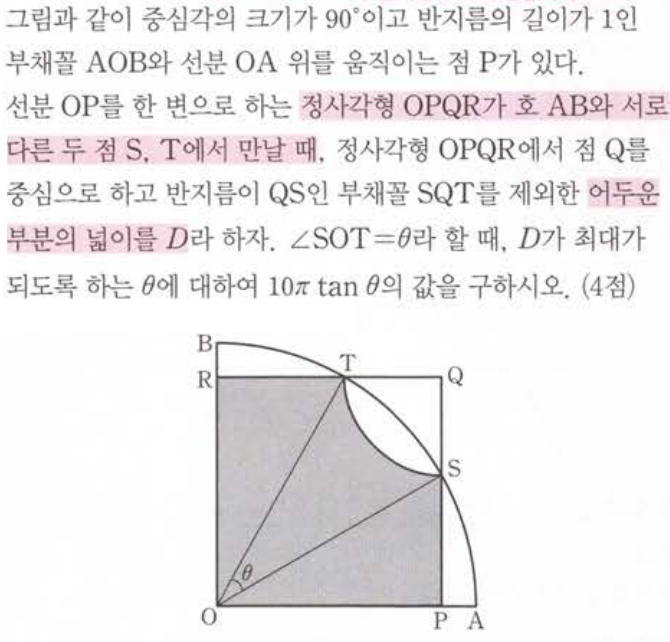 그림과 같이 중심각의 크기가 90°이고 반지름의 길이가 1인
부채꼴 AOB와 선분 OA 위를 움직이는 점 P가 있다.
선분 OP를 한 변으로 하는 정사각형 OPQR가 호 AB와 서로
다른 두 점 S, T에서 만날 때, 정사각형 OPQR에서 점 Q를
중심으로 하고 반지름이 QS인 부채꼴 SQT를 제외한 어두운
부분의 넓이를 D라 하자. ∠SOT=θ라 할 때, D가 최대가
되도록 하는 θ에 대하여 10π tan θ의 값을 구하시오. (4점)
B
T
R
Q
S
θ
O
P
A